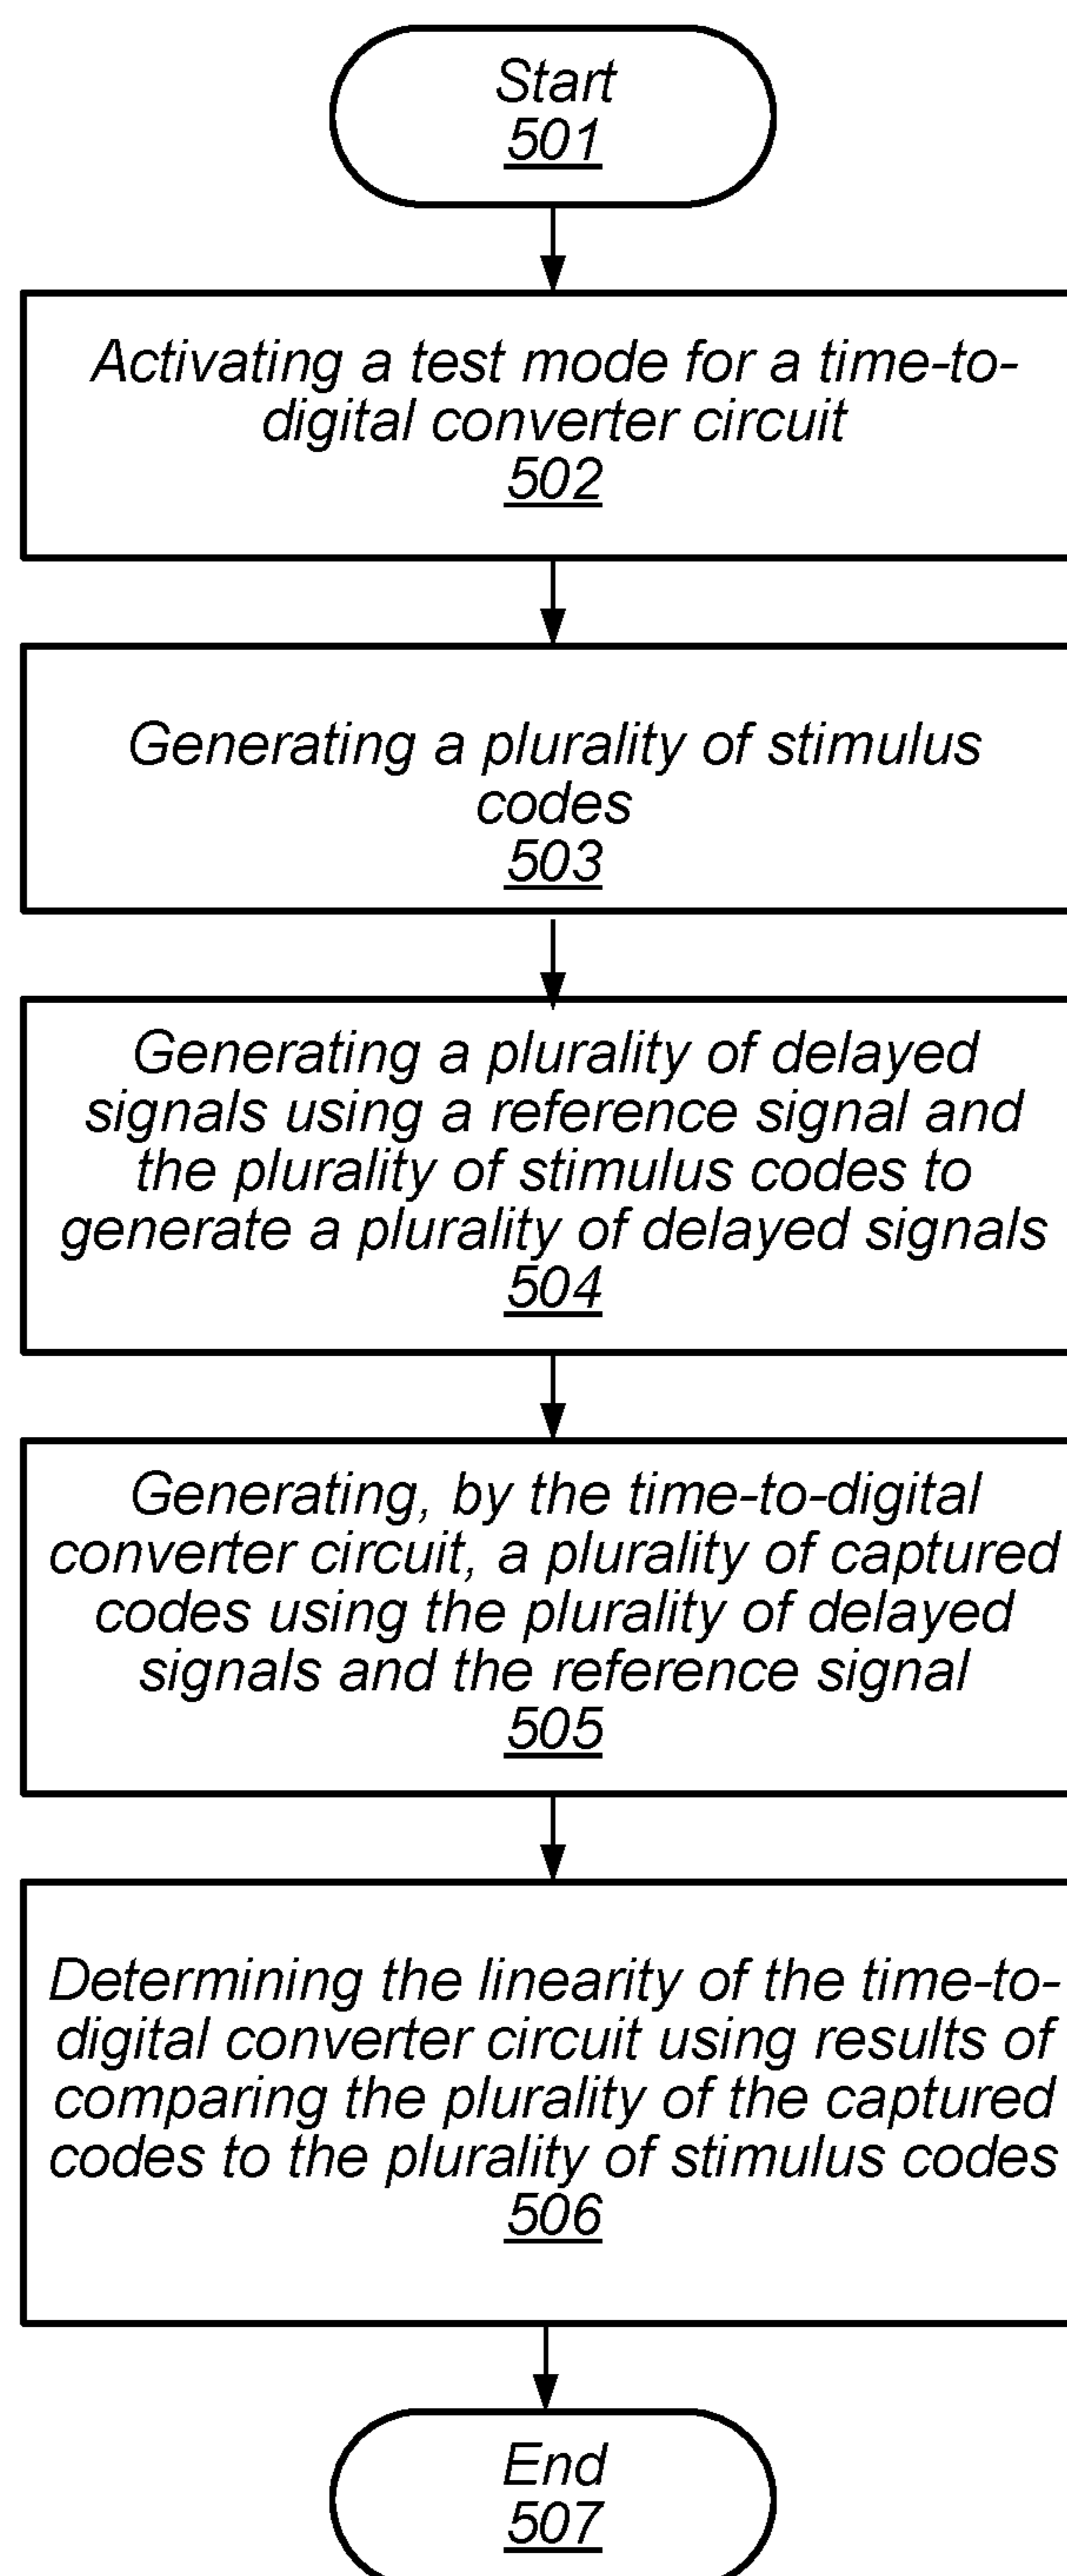 Start
501
Activating a test mode for a time-to-
digital converter circuit
502
Generating a plurality of stimulus
codes
503
Generating a plurality of delayed
signals using a reference signal and
the plurality of stimulus codes to
generate a plurality of delayed signals
504
Generating, by the time-to-digital
converter circuit, a plurality of captured
codes using the plurality of delayed
signals and the reference signal
505
Determining the linearity of the time-to-
digital converter circuit using results of
comparing the plurality of the captured
codes to the plurality of stimulus codes
506
End
507